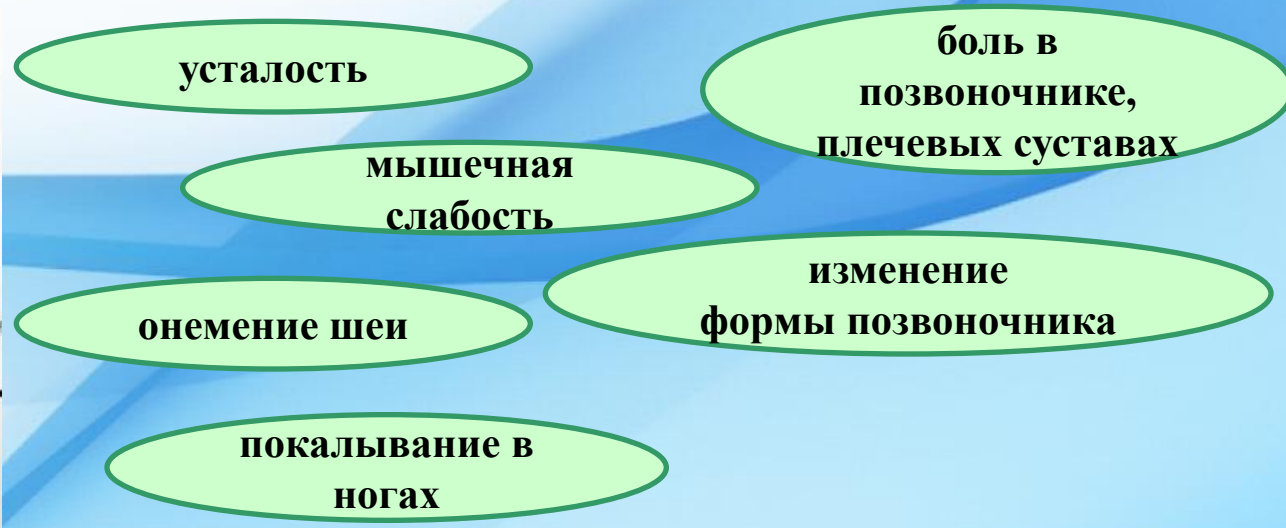 усталость
боль в
позвоночнике,
плечевых суставах
мышечная
слабость
изменение
формы позвоночника
онемение шеи
покалывание в
ногах